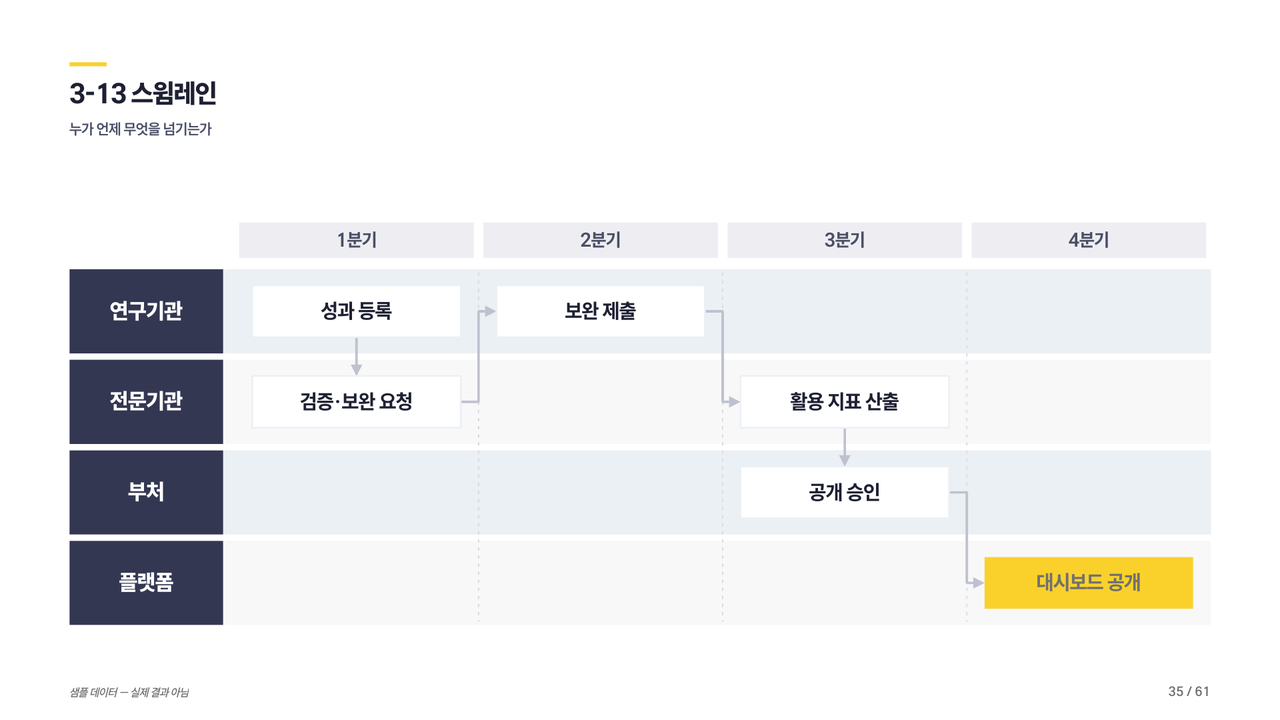 3-13 스윔레인
누가 언제 무엇을 넘기는가
1분기
2분기
3분기
4분기
연구기관
성과 등록
보완 제출
전문기관
검증·보완 요청
활용 지표 산출
부처
공개 승인
플랫폼
대시보드 공개
샘플 데이터 — 실제 결과 아님
35 / 61